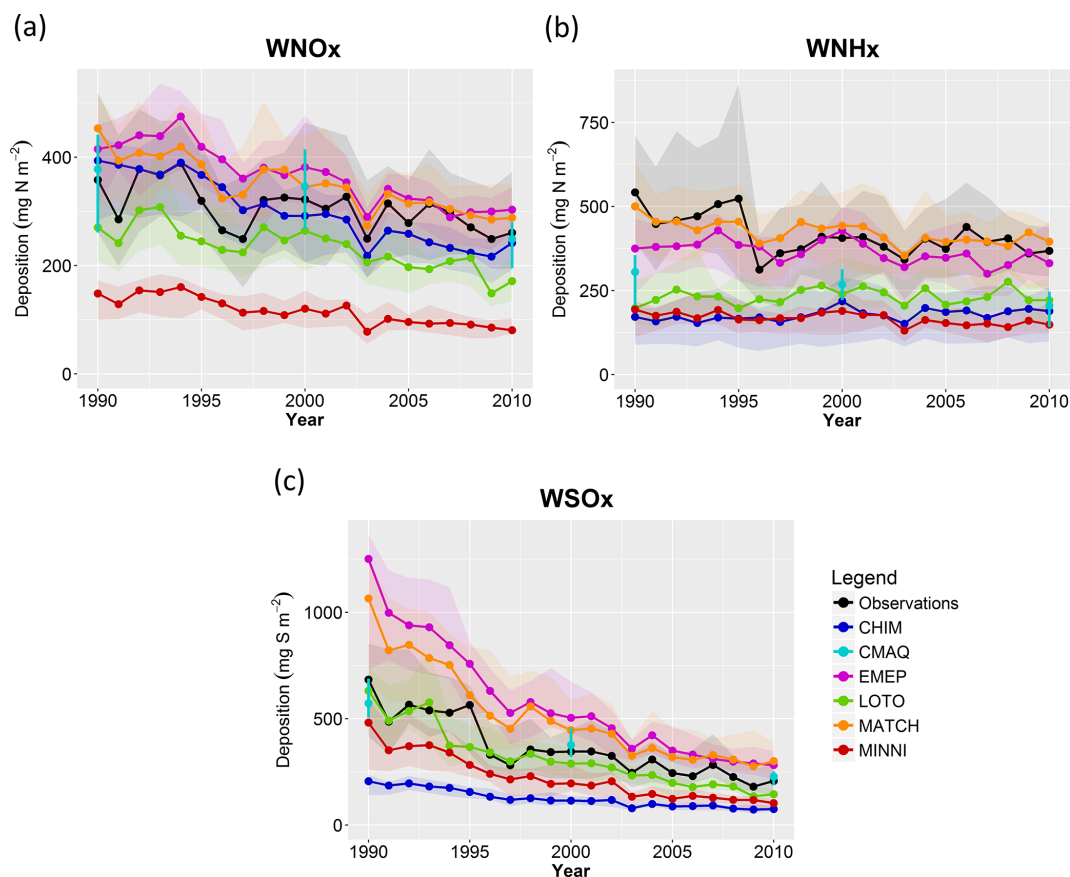 (a)
WNOx
Deposition (mg N m−2)
400
200
0
1990 1995 2000 2005 2010
Year
(b)
WNHx
Deposition (mg N m−2)
750
500
250
0
1990 1995 2000 2005 2010
Year
(c)
WSOx
Deposition (mg S m−2)
1000
500
0
1990 1995 2000 2005 2010
Year
Legend
Observations
CHIM
CMAQ
EMEP
LOTO
MATCH
MINNI